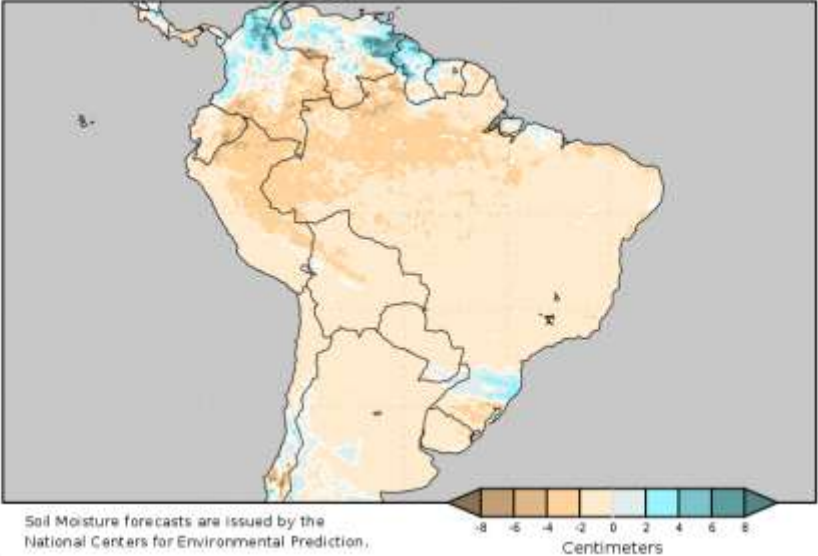 Soil Moisture forecasts are issued by the
National Centers for Environmental Prediction.
-8 -6 -4 -2 0 2 4 6 8
Centimeters